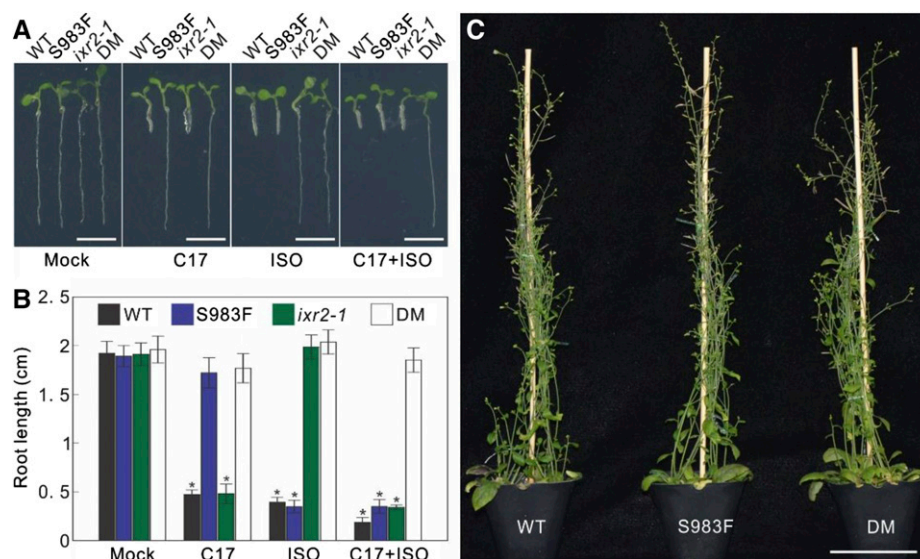 A
WT S983F ixr2-1 DM WT S983F ixr2-1 DM WT S983F ixr2-1 DM WT S983F ixr2-1 DM
Mock C17 ISO C17+ISO
B
2.5
2
1.5
1
0.5
0
Root length (cm)
WT S983F ixr2-1 DM
* * * * * * *
Mock C17 ISO C17+ISO
C
WT S983F DM